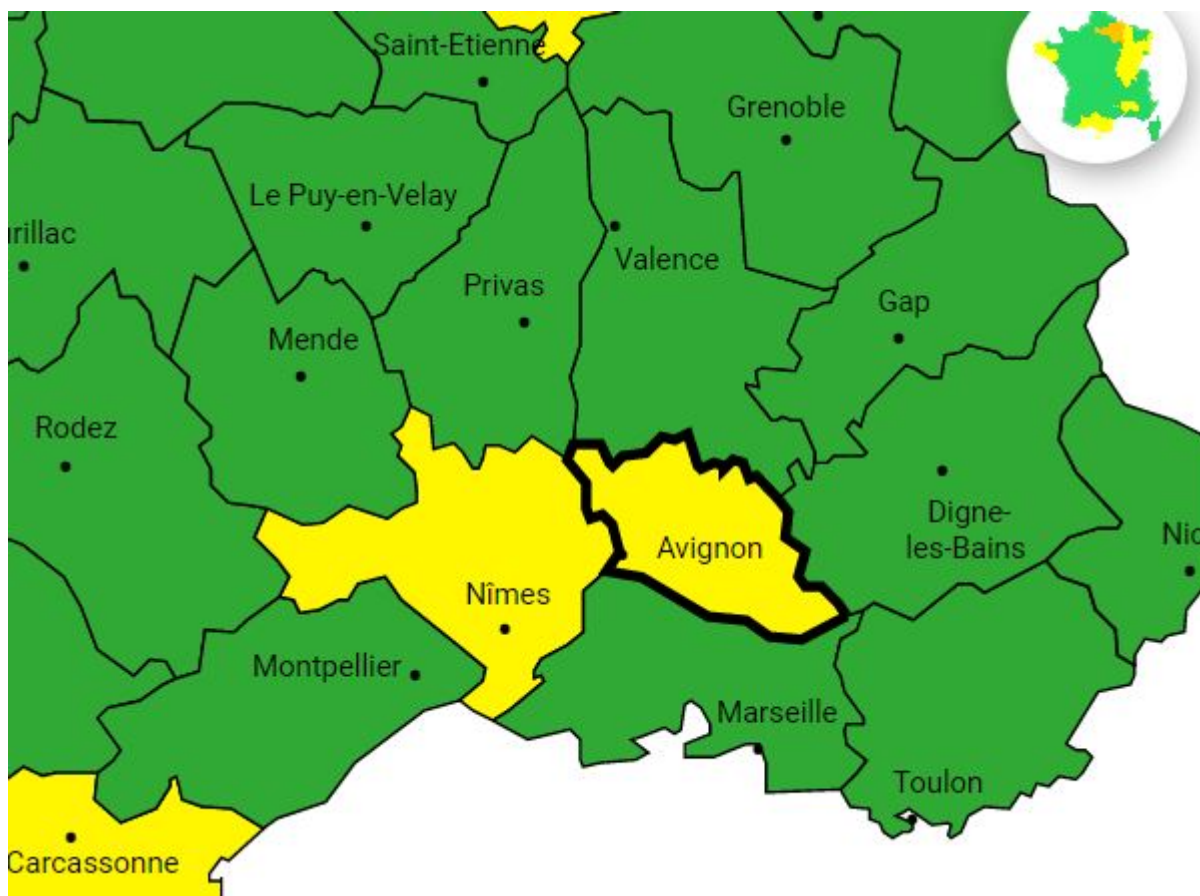 Saint-Etienne
Grenoble
Le Puy-en-Velay
urillac
Valence
Privas
Gap
Mende
Rodez
Digne-
les-Bains
Avignon
Nic
Nîmes
Montpellier
Marseille
Toulon
Carcassonne